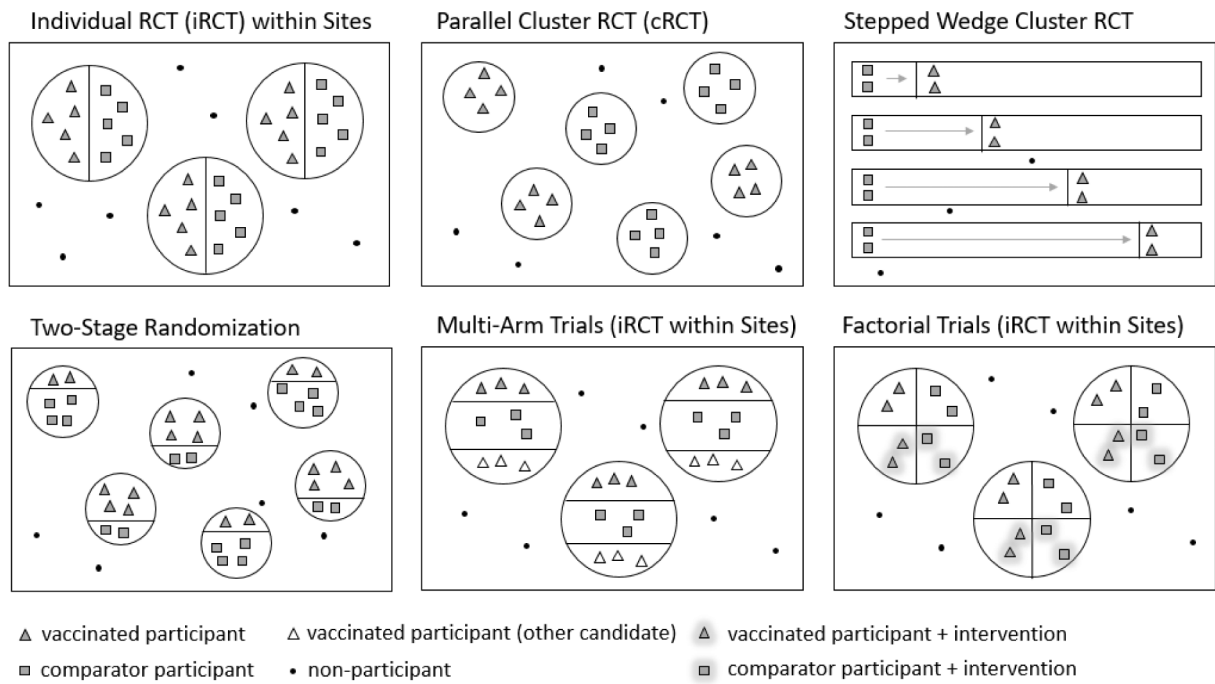 Individual RCT (iRCT) within Sites
Parallel Cluster RCT (cRCT)
Stepped Wedge Cluster RCT
Two-Stage Randomization
Multi-Arm Trials (iRCT within Sites)
Factorial Trials (iRCT within Sites)
vaccinated participant
vaccinated participant (other candidate)
vaccinated participant + intervention
comparator participant
non-participant
comparator participant + intervention